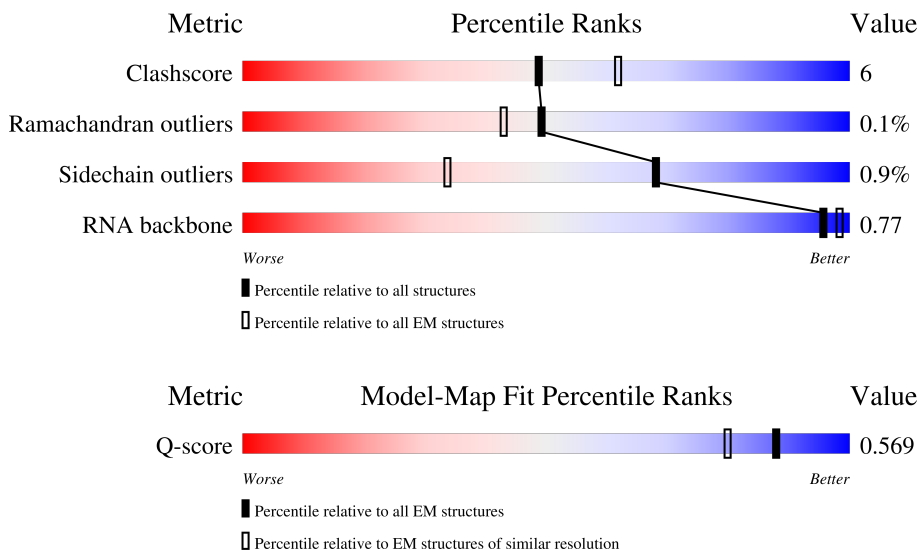 Metric Percentile Ranks Value
Clashscore 6
Ramachandran outliers 0.1%
Sidechain outliers 0.9%
RNA backbone 0.77
Worse Better
Percentile relative to all structures
Percentile relative to all EM structures
Metric Model-Map Fit Percentile Ranks Value
Q-score 0.569
Worse Better
Percentile relative to all EM structures
Percentile relative to EM structures of similar resolution